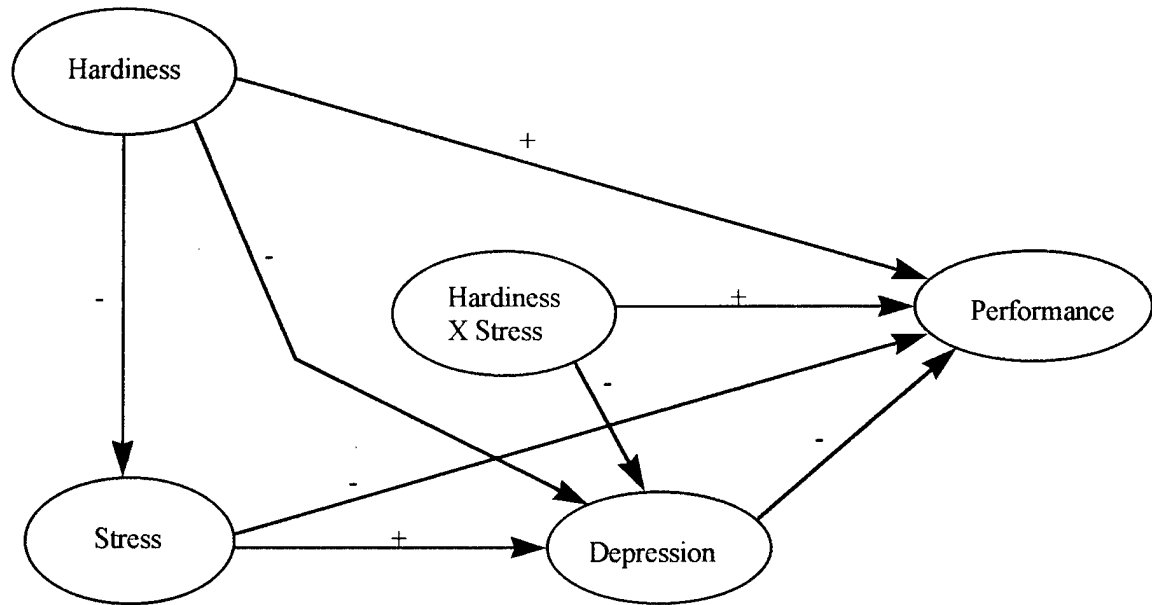 Hardiness
+
-
-
Hardiness
X Stress
+
Performance
-
-
-
Stress
+
Depression